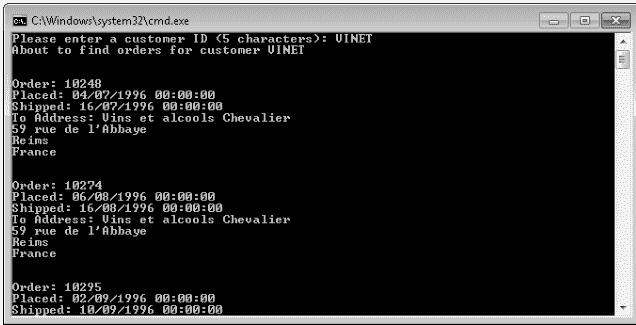 C:\Windows\system32\cmd.exe
Please enter a customer ID (5 characters): VINET
About to find orders for customer VINET
Order: 10248
Placed: 04/07/1996 00:00:00
Shipped: 16/07/1996 00:00:00
To Address: Vins et alcools Chevalier
59 rue de l'Abbaye
Reims
France
Order: 10274
Placed: 06/08/1996 00:00:00
Shipped: 16/08/1996 00:00:00
To Address: Vins et alcools Chevalier
59 rue de l'Abbaye
Reims
France
Order: 10295
Placed: 02/09/1996 00:00:00
Shipped: 10/09/1996 00:00:00